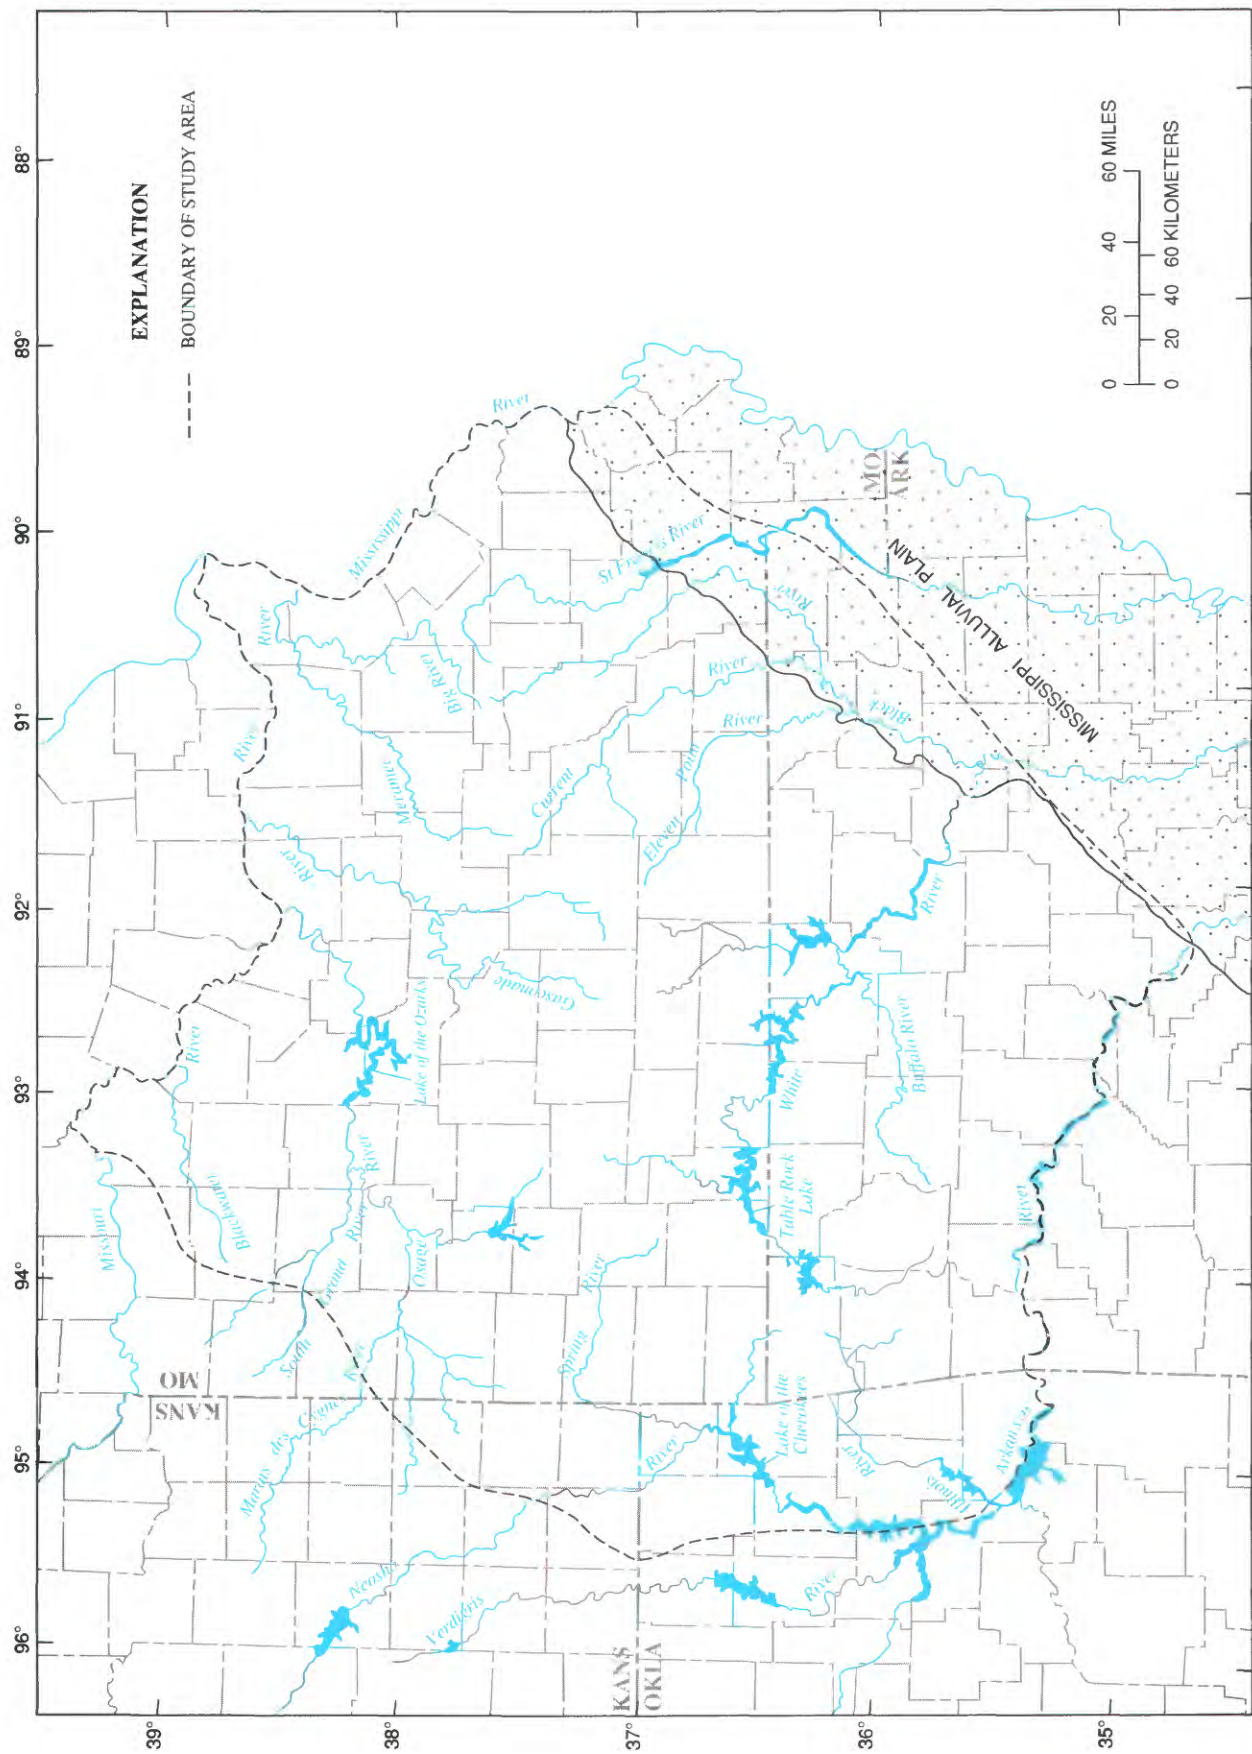 96°
95°
94°
93°
92°
91°
90°
89°
88°
39°
38°
37°
36°
35°
EXPLANATION
BOUNDARY OF STUDY AREA
Missouri
River
River
River
Mississippi
River
KANS
MO
Blackwater
River
South
Grand
River
Marais des Cygnes River
Osage
River
Lake of the Ozarks
Gasconade
River
Meramec
River
Big River
St Francis River
Current
River
Eleven Point
River
Black
River
Neosho
River
Verdigris
River
Spring
River
KANS
OKLA
Lake of the
Cherokees
Table Rock
Lake
White
River
Buffalo River
Illinois
River
Arkansas
River
MO
ARK
MISSISSIPPI ALLUVIAL PLAIN
0 20 40 60 MILES
0 20 40 60 KILOMETERS